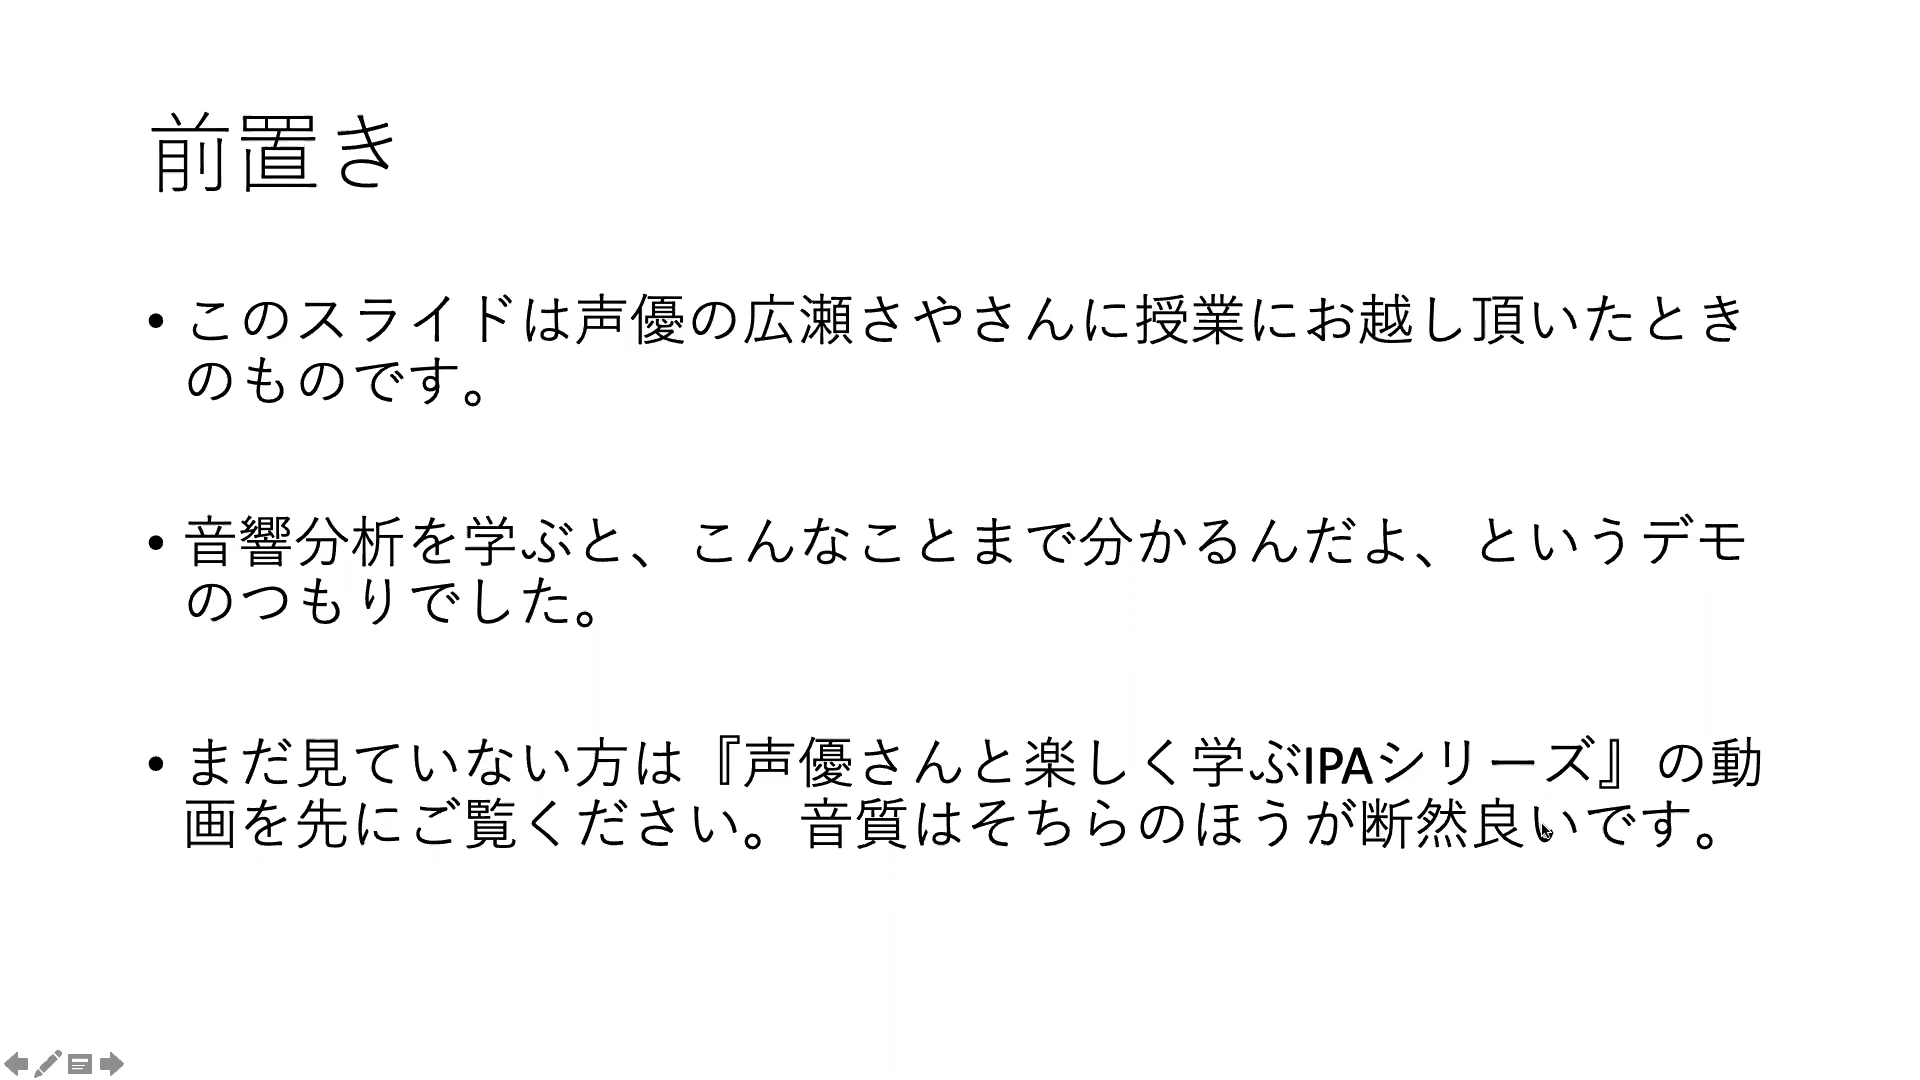 前置き
• このスライドは声優の広瀬さやさんに授業にお越し頂いたとき
のものです。
• 音響分析を学ぶと、こんなことまで分かるんだよ、というデモ
のつもりでした。
• まだ見ていない方は『声優さんと楽しく学ぶIPAシリーズ』の動
画を先にご覧ください。音質はそちらのほうが断然良いです。